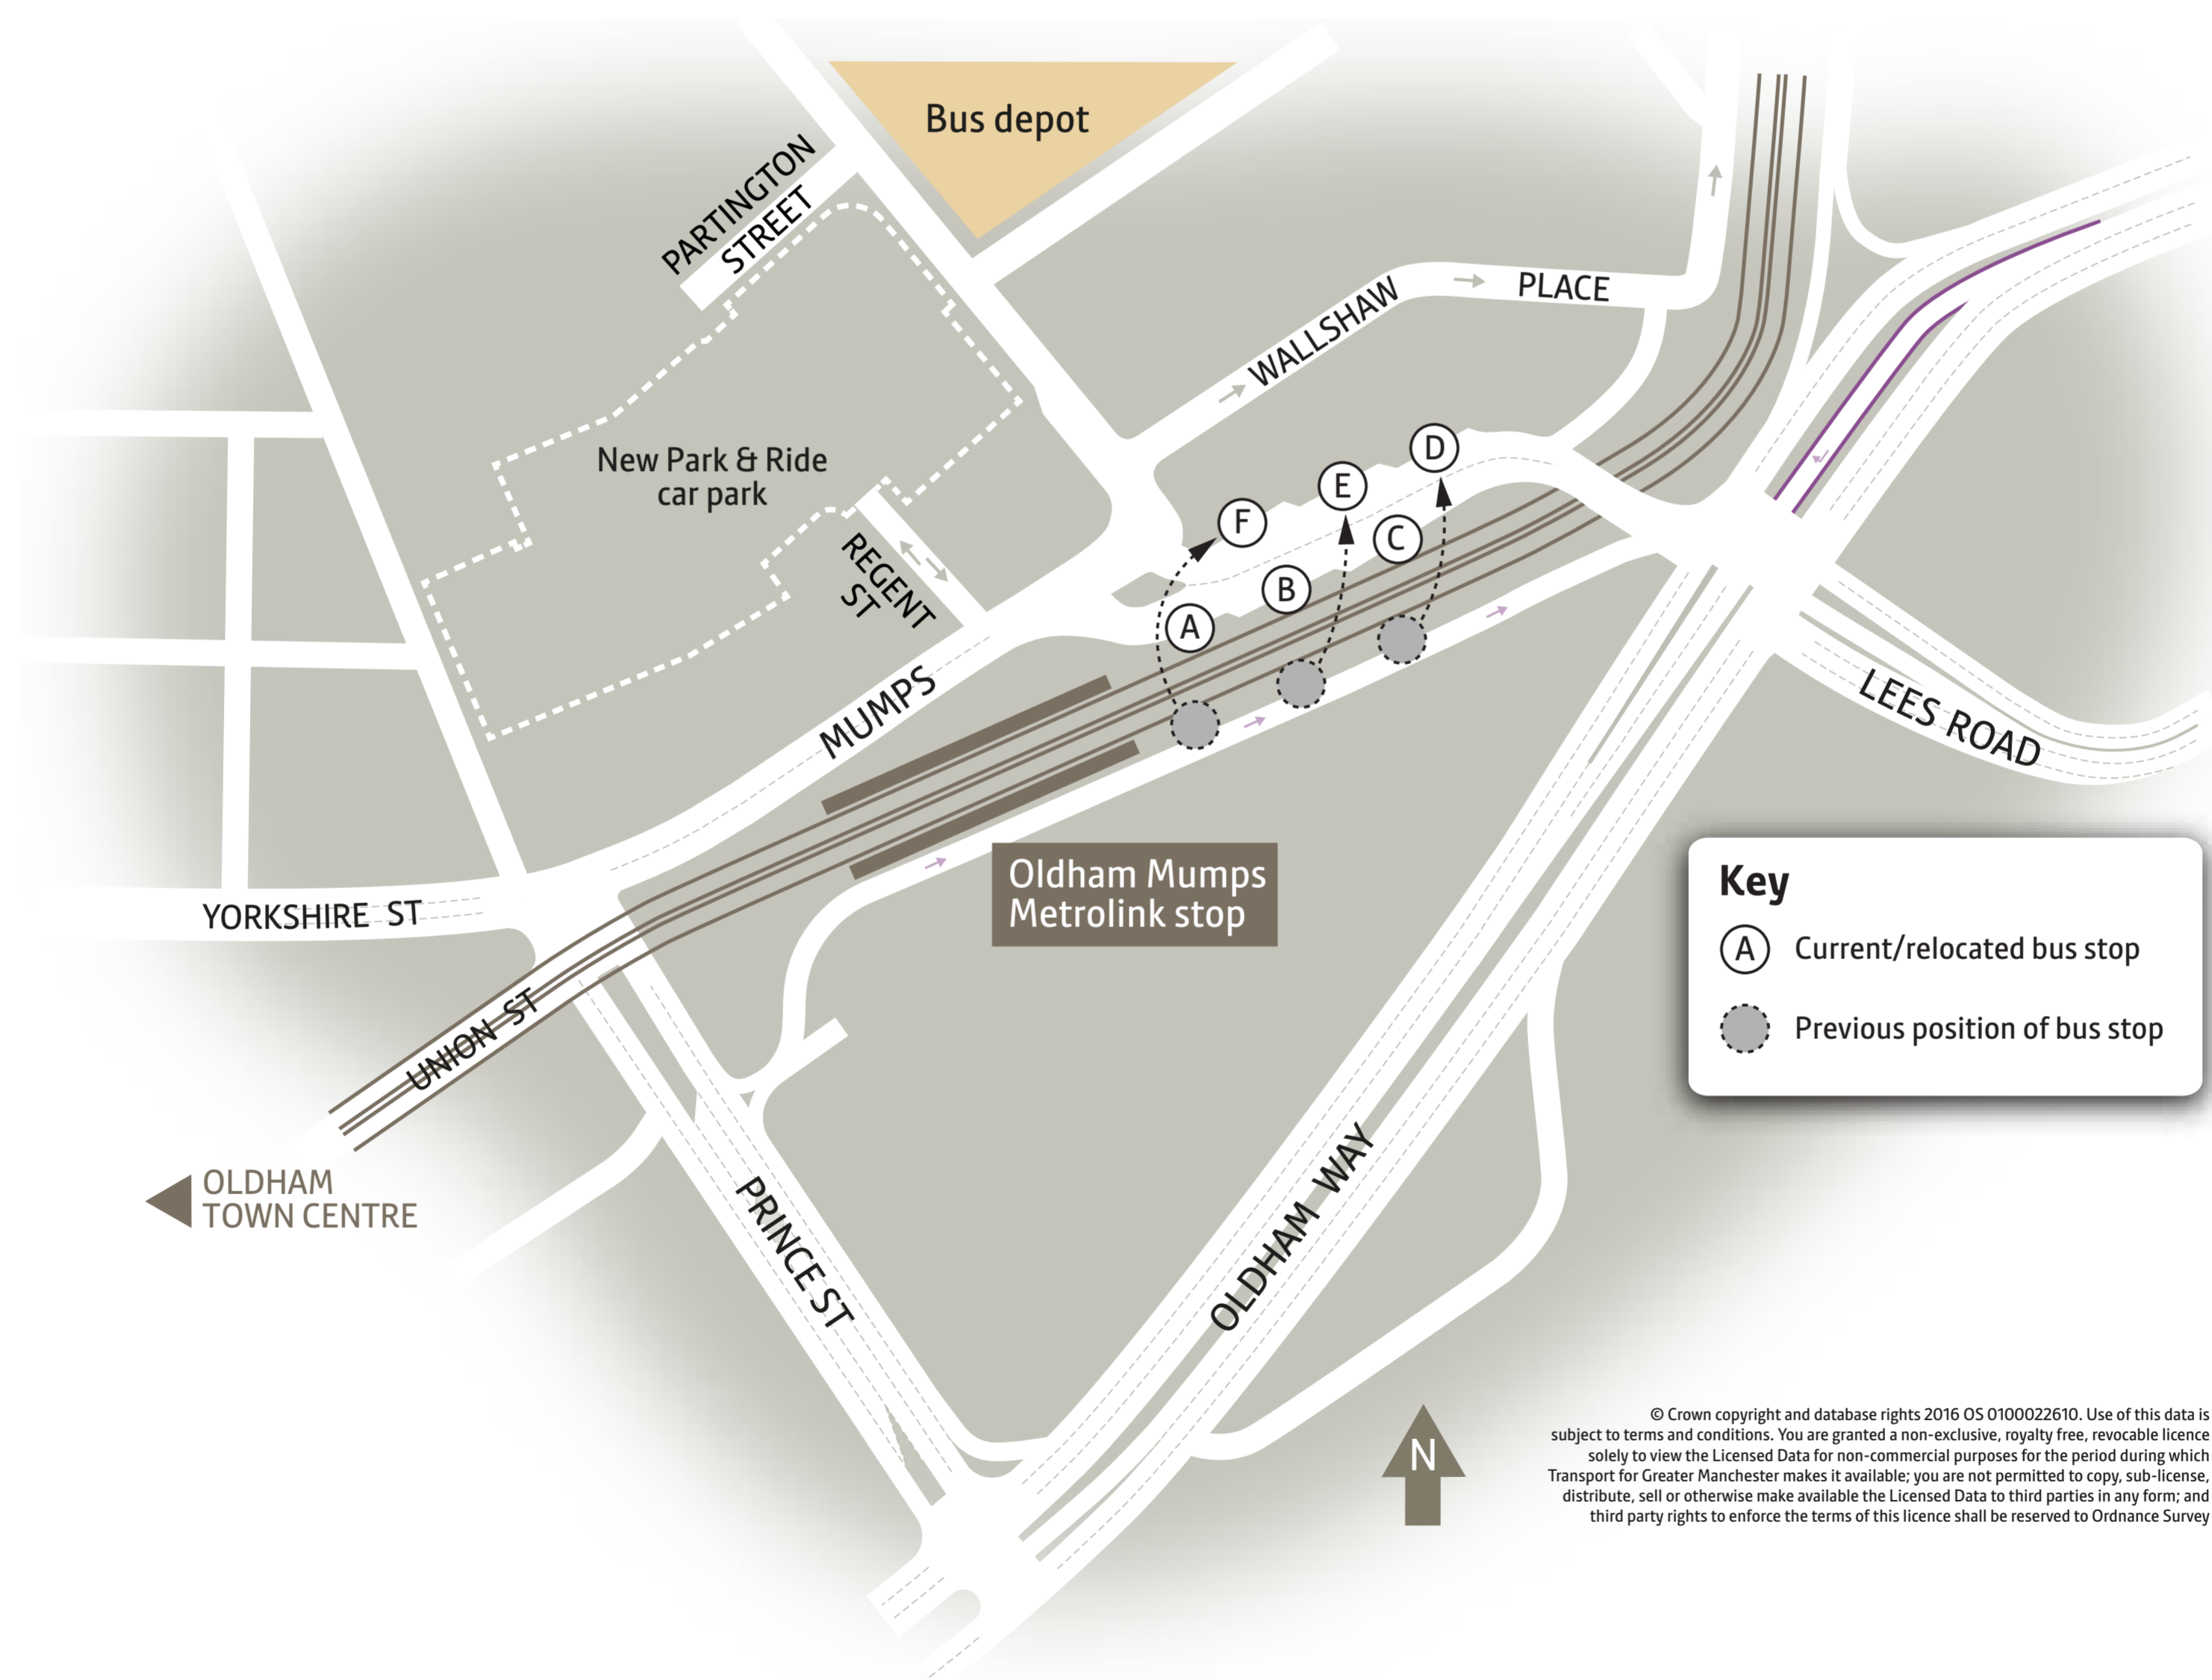 Bus depot
PARTINGTON
STREET
New Park & Ride
car park
REGENT
ST
WALLSHAW
PLACE
D
E
F
C
B
A
MUMPS
LEES ROAD
YORKSHIRE ST
UNION ST
Oldham Mumps
Metrolink stop
OLDHAM
TOWN CENTRE
PRINCE ST
OLDHAM WAY
Key
A Current/relocated bus stop
Previous position of bus stop
N
© Crown copyright and database rights 2016 OS 0100022610. Use of this data is
subject to terms and conditions. You are granted a non-exclusive, royalty free, revocable licence
solely to view the Licensed Data for non-commercial purposes for the period during which
Transport for Greater Manchester makes it available; you are not permitted to copy, sub-license,
distribute, sell or otherwise make available the Licensed Data to third parties in any form; and
third party rights to enforce the terms of this licence shall be reserved to Ordnance Survey